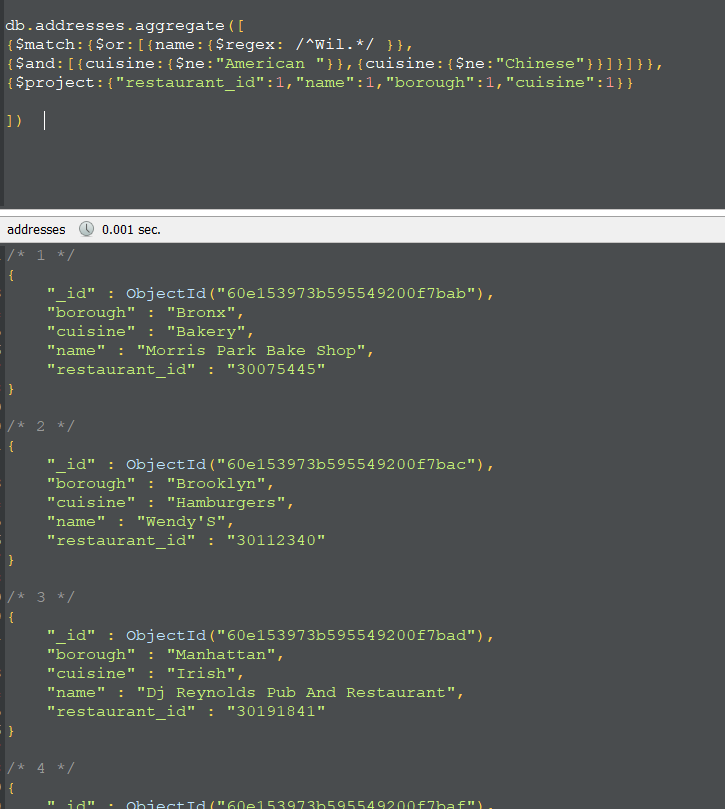 db.addresses.aggregate([
{$match:{$or:[{name:{$regex: /^Wil.*/ }},
{$and:[{cuisine:{$ne:"American "}},{cuisine:{$ne:"Chinese"}}]}]}},
{$project:{"restaurant_id":1,"name":1,"borough":1,"cuisine":1}}
])
addresses 0.001 sec.
/* 1 */
{
"_id" : ObjectId("60e153973b595549200f7bab"),
"borough" : "Bronx",
"cuisine" : "Bakery",
"name" : "Morris Park Bake Shop",
"restaurant_id" : "30075445"
}
/* 2 */
{
"_id" : ObjectId("60e153973b595549200f7bac"),
"borough" : "Brooklyn",
"cuisine" : "Hamburgers",
"name" : "Wendy'S",
"restaurant_id" : "30112340"
}
/* 3 */
{
"_id" : ObjectId("60e153973b595549200f7bad"),
"borough" : "Manhattan",
"cuisine" : "Irish",
"name" : "Dj Reynolds Pub And Restaurant",
"restaurant_id" : "30191841"
}
/* 4 */
{
"_id" : ObjectId("60e153973b595549200f7baf"),